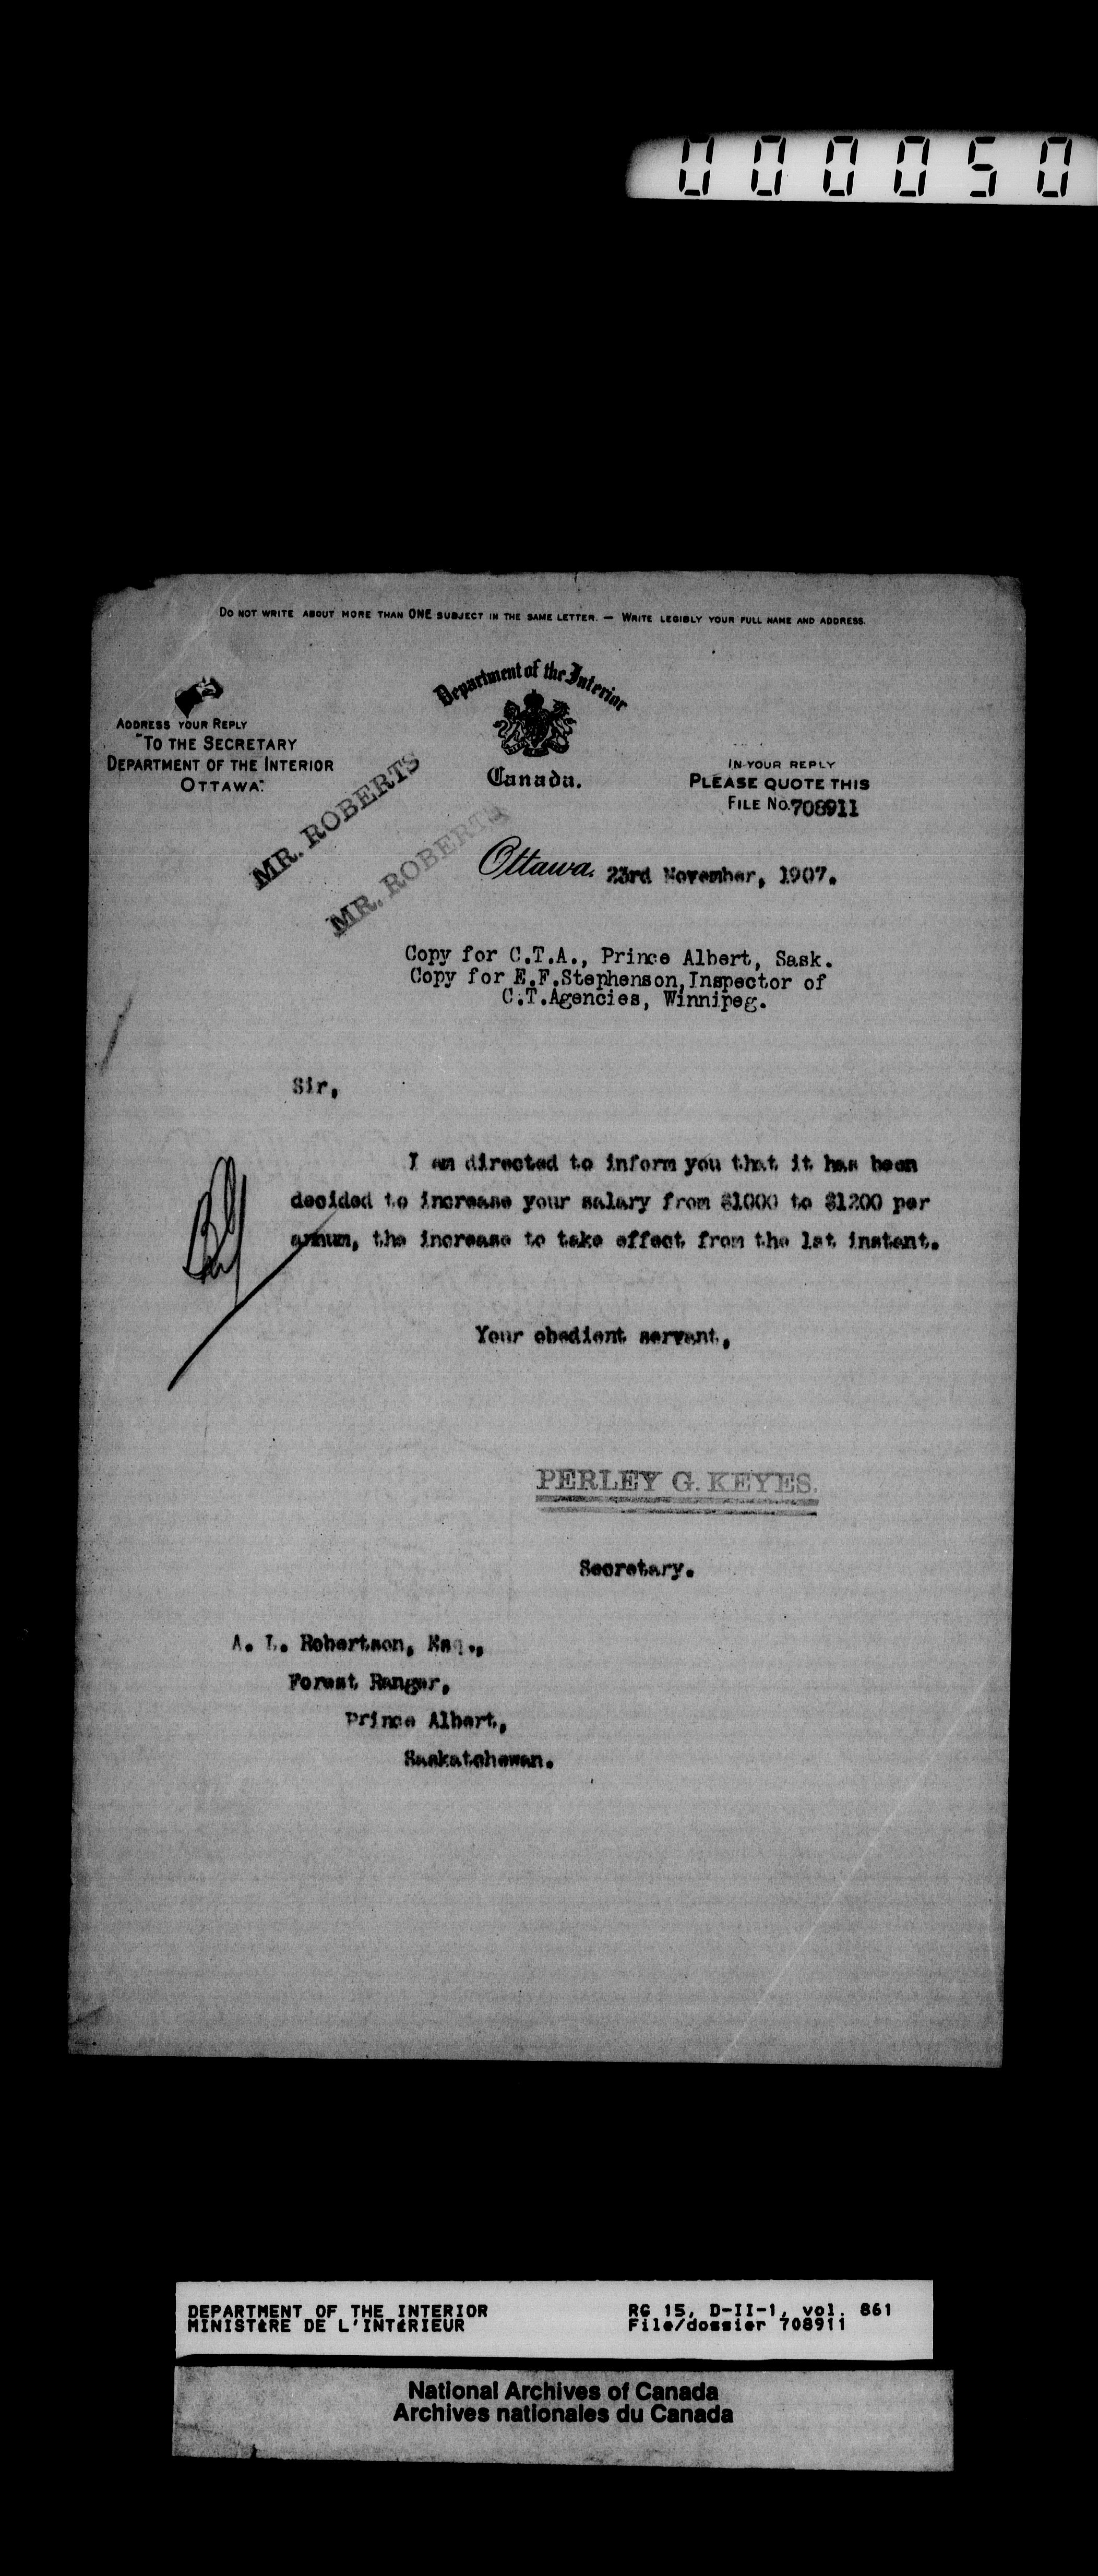 000050
DO NOT WRITE ABOUT MORE THAN ONE SUBJECT IN THE SAME LETTER. — WRITE LEGIBLY YOUR FULL NAME AND ADDRESS.
Department of the Interior
Canada.
ADDRESS YOUR REPLY
"TO THE SECRETARY
DEPARTMENT OF THE INTERIOR
OTTAWA."
IN YOUR REPLY
PLEASE QUOTE THIS
FILE NO. 708911
MR. ROBERTS
MR. ROBERTS
Ottawa, 23rd November, 1907.
Copy for C.T.A., Prince Albert, Sask.
Copy for E.F.Stephenson, Inspector of
C.T.Agencies, Winnipeg.
Sir,
I am directed to inform you that it has been
decided to increase your salary from $1000 to $1200 per
annum, the increase to take effect from the 1st instant.
Your obedient servant,
PERLEY G. KEYES.
Secretary.
A. L. Robertson, Esq.,
Forest Ranger,
Prince Albert,
Saskatchewan.
DEPARTMENT OF THE INTERIOR
MINISTÈRE DE L'INTÉRIEUR
RG 15, D-II-1, vol. 861
File/dossier 708911
National Archives of Canada
Archives nationales du Canada